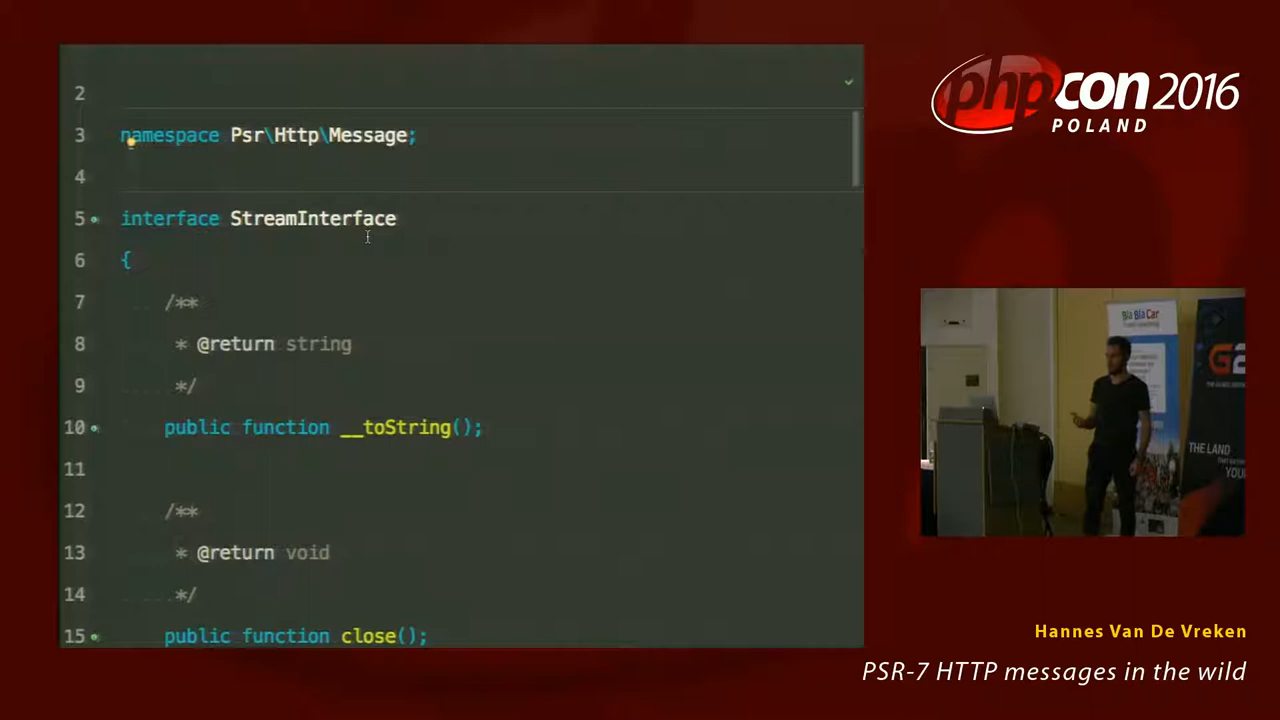 2
3 namespace Psr\Http\Message;
4
5 interface StreamInterface
6 {
7 /**
8 * @return string
9 */
10 public function __toString();
11
12 /**
13 * @return void
14 */
15 public function close();
phpcon 2016
POLAND
Bla Bla Car
THE LAND
YOU
Hannes Van De Vreken
PSR-7 HTTP messages in the wild